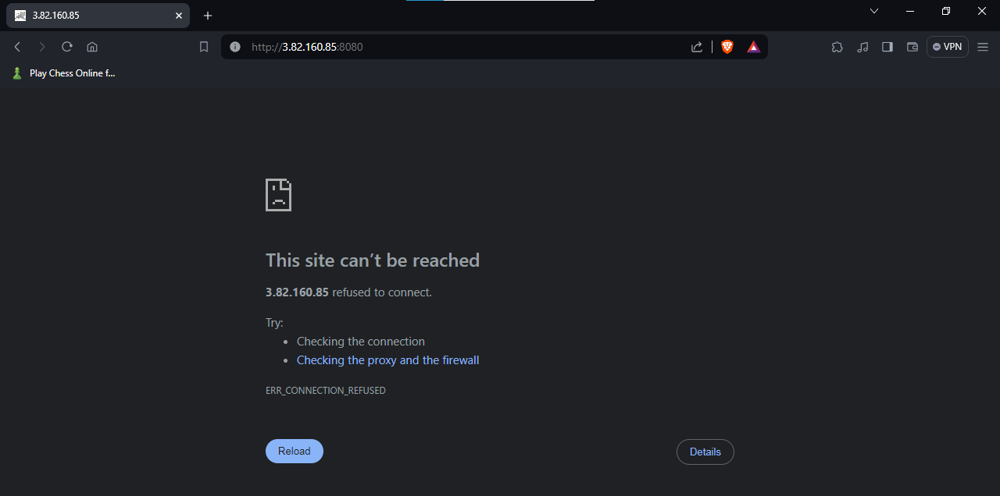 3.82.160.85
http://3.82.160.85:8080
VPN
Play Chess Online f...
This site can’t be reached
3.82.160.85 refused to connect.
Try:
• Checking the connection
• Checking the proxy and the firewall
ERR_CONNECTION_REFUSED
Reload
Details